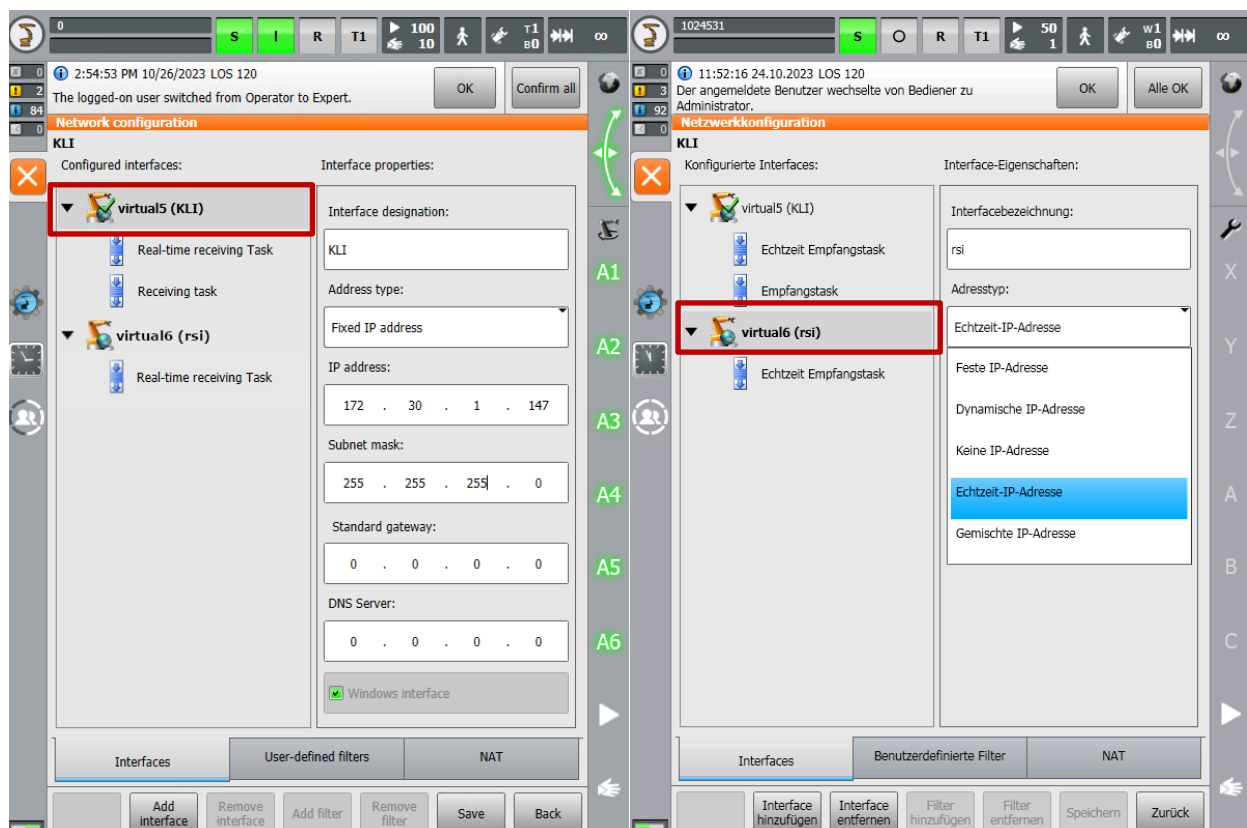 0
S I R T1 100 10 T1 B0 ∞
0
2
84
0
2:54:53 PM 10/26/2023 LOS 120
The logged-on user switched from Operator to Expert.
OK
Confirm all
Network configuration
KLI
Configured interfaces:
Interface properties:
virtual5 (KLI)
Real-time receiving Task
Receiving task
virtual6 (rsi)
Real-time receiving Task
Interface designation:
KLI
Address type:
Fixed IP address
IP address:
172 . 30 . 1 . 147
Subnet mask:
255 . 255 . 255 . 0
Standard gateway:
0 . 0 . 0 . 0
DNS Server:
0 . 0 . 0 . 0
Windows interface
A1
A2
A3
A4
A5
A6
Interfaces
User-defined filters
NAT
Add interface
Remove interface
Add filter
Remove filter
Save
Back
1024531
S O R T1 50 1 W1 B0 ∞
0
3
92
0
11:52:16 24.10.2023 LOS 120
Der angemeldete Benutzer wechselte von Bediener zu
Administrator.
OK
Alle OK
Netzwerkkonfiguration
KLI
Konfigurierte Interfaces:
Interface-Eigenschaften:
virtual5 (KLI)
Echtzeit Empfangstask
Empfangstask
virtual6 (rsi)
Echtzeit Empfangstask
Interfacebezeichnung:
rsi
Adresstyp:
Echtzeit-IP-Adresse
Feste IP-Adresse
Dynamische IP-Adresse
Keine IP-Adresse
Echtzeit-IP-Adresse
Gemischte IP-Adresse
X
Y
Z
A
B
C
Interfaces
Benutzerdefinierte Filter
NAT
Interface hinzufügen
Interface entfernen
Filter hinzufügen
Filter entfernen
Speichern
Zurück